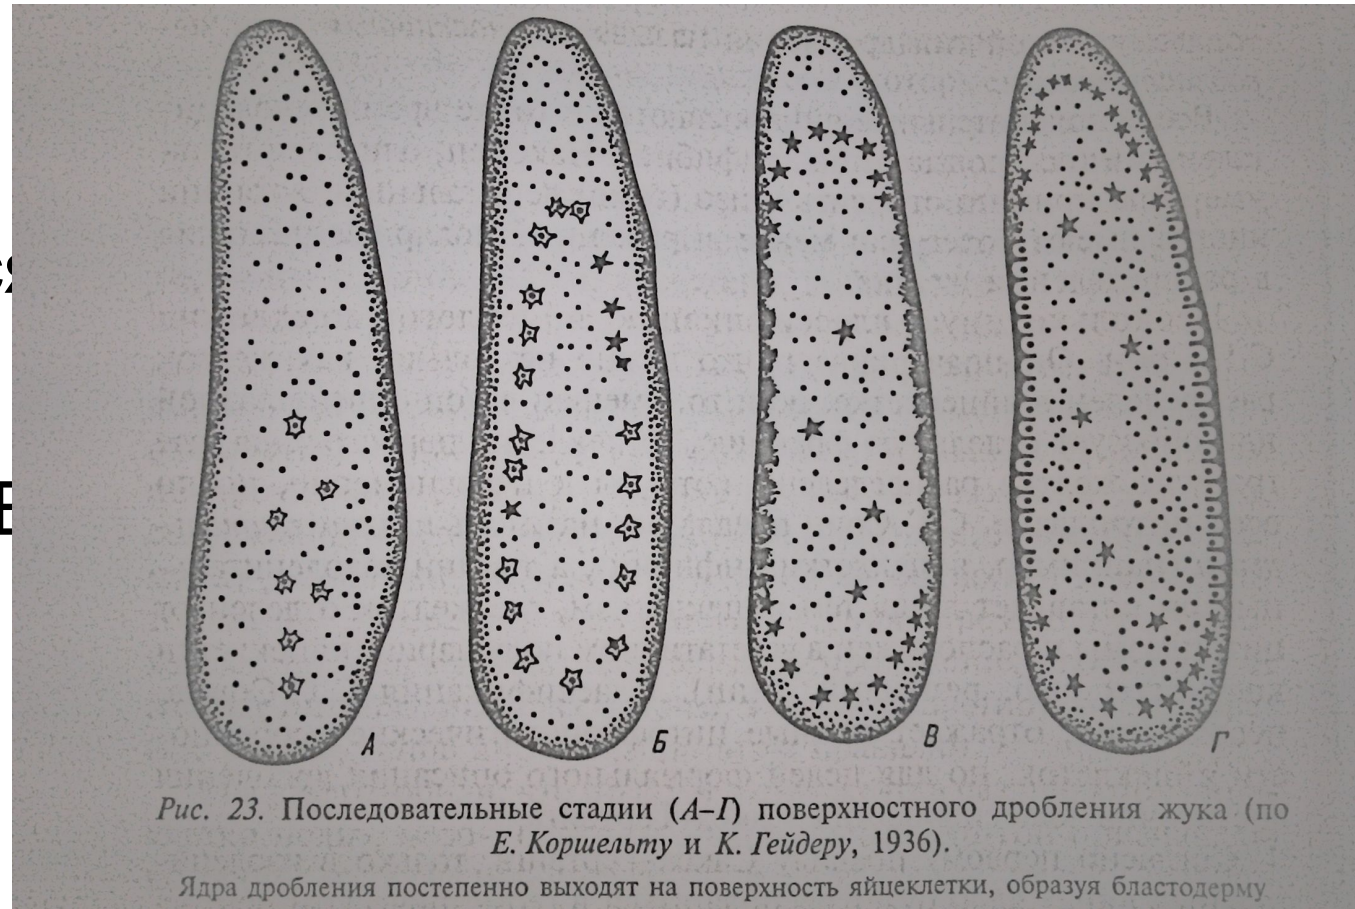 ся
А Б В Г
Рис. 23. Последовательные стадии (А–Г) поверхностного дробления жука (по
Е. Коршельту и К. Гейдеру, 1936).
Ядра дробления постепенно выходят на поверхность яйцеклетки, образуя бластодерму